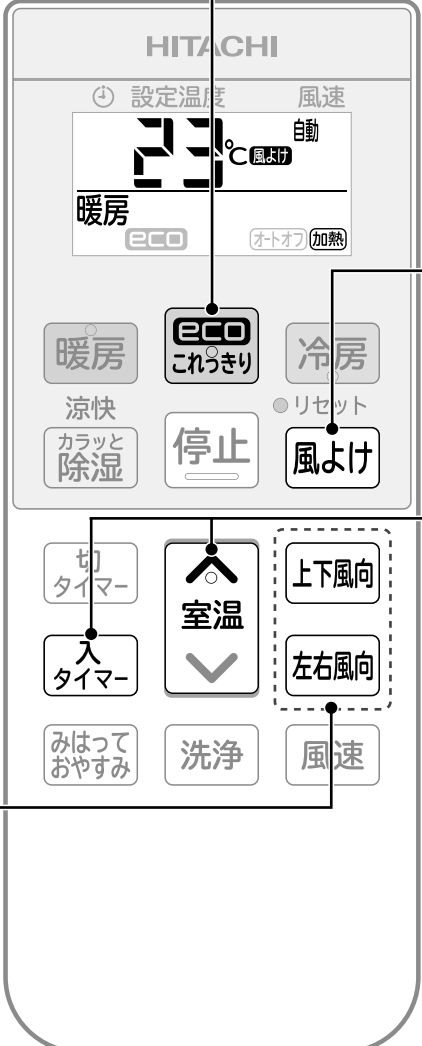 HITACHI
設定温度 風速
23℃ 自動
風よけ
暖房
eco オートオフ 加熱
暖房 eco これっきり 冷房
涼快 リセット
カラッと除湿 停止 風よけ
切タイマー 室温 上下風向
入タイマー 左右風向
みはっておやすみ 洗浄 風速